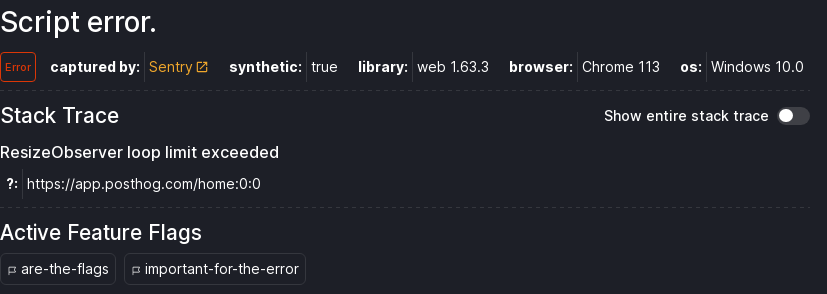 Script error.
Error captured by: Sentry synthetic: true library: web 1.63.3 browser: Chrome 113 os: Windows 10.0
Stack Trace Show entire stack trace
ResizeObserver loop limit exceeded
?: https://app.posthog.com/home:0:0
Active Feature Flags
are-the-flags important-for-the-error